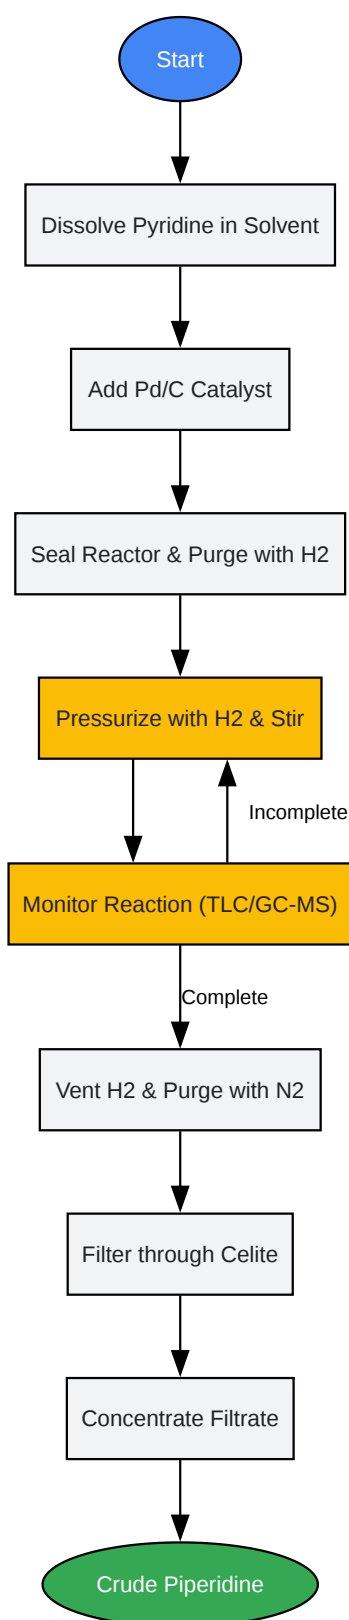 Start
Dissolve Pyridine in Solvent
Add Pd/C Catalyst
Seal Reactor & Purge with H2
Pressurize with H2 & Stir
Incomplete
Monitor Reaction (TLC/GC-MS)
Complete
Vent H2 & Purge with N2
Filter through Celite
Concentrate Filtrate
Crude Piperidine